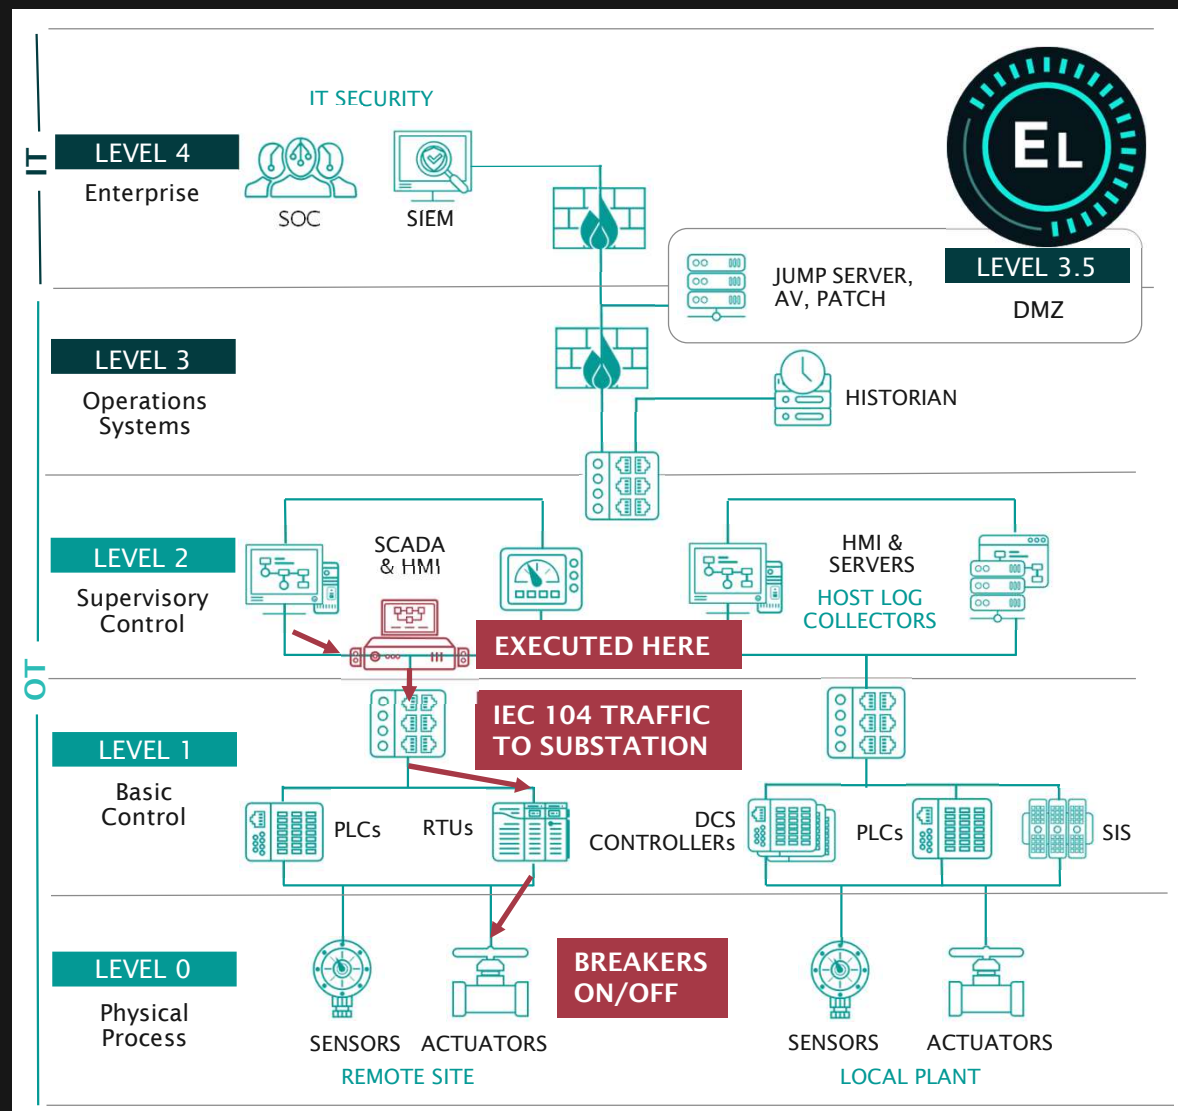 IT
IT SECURITY
LEVEL 4
Enterprise
SOC
SIEM
EL
LEVEL 3.5
DMZ
JUMP SERVER,
AV, PATCH
LEVEL 3
Operations
Systems
HISTORIAN
OT
LEVEL 2
Supervisory
Control
SCADA
& HMI
HMI &
SERVERS
HOST LOG
COLLECTORS
EXECUTED HERE
IEC 104 TRAFFIC
TO SUBSTATION
LEVEL 1
Basic
Control
PLCs
RTUs
DCS
CONTROLLERs
PLCs
SIS
LEVEL 0
Physical
Process
BREAKERS
ON/OFF
SENSORS
ACTUATORS
REMOTE SITE
SENSORS
ACTUATORS
LOCAL PLANT